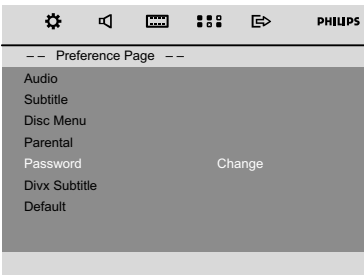 PHILIPS
-- Preference Page --
Audio
Subtitle
Disc Menu
Parental
Password Change
Divx Subtitle
Default